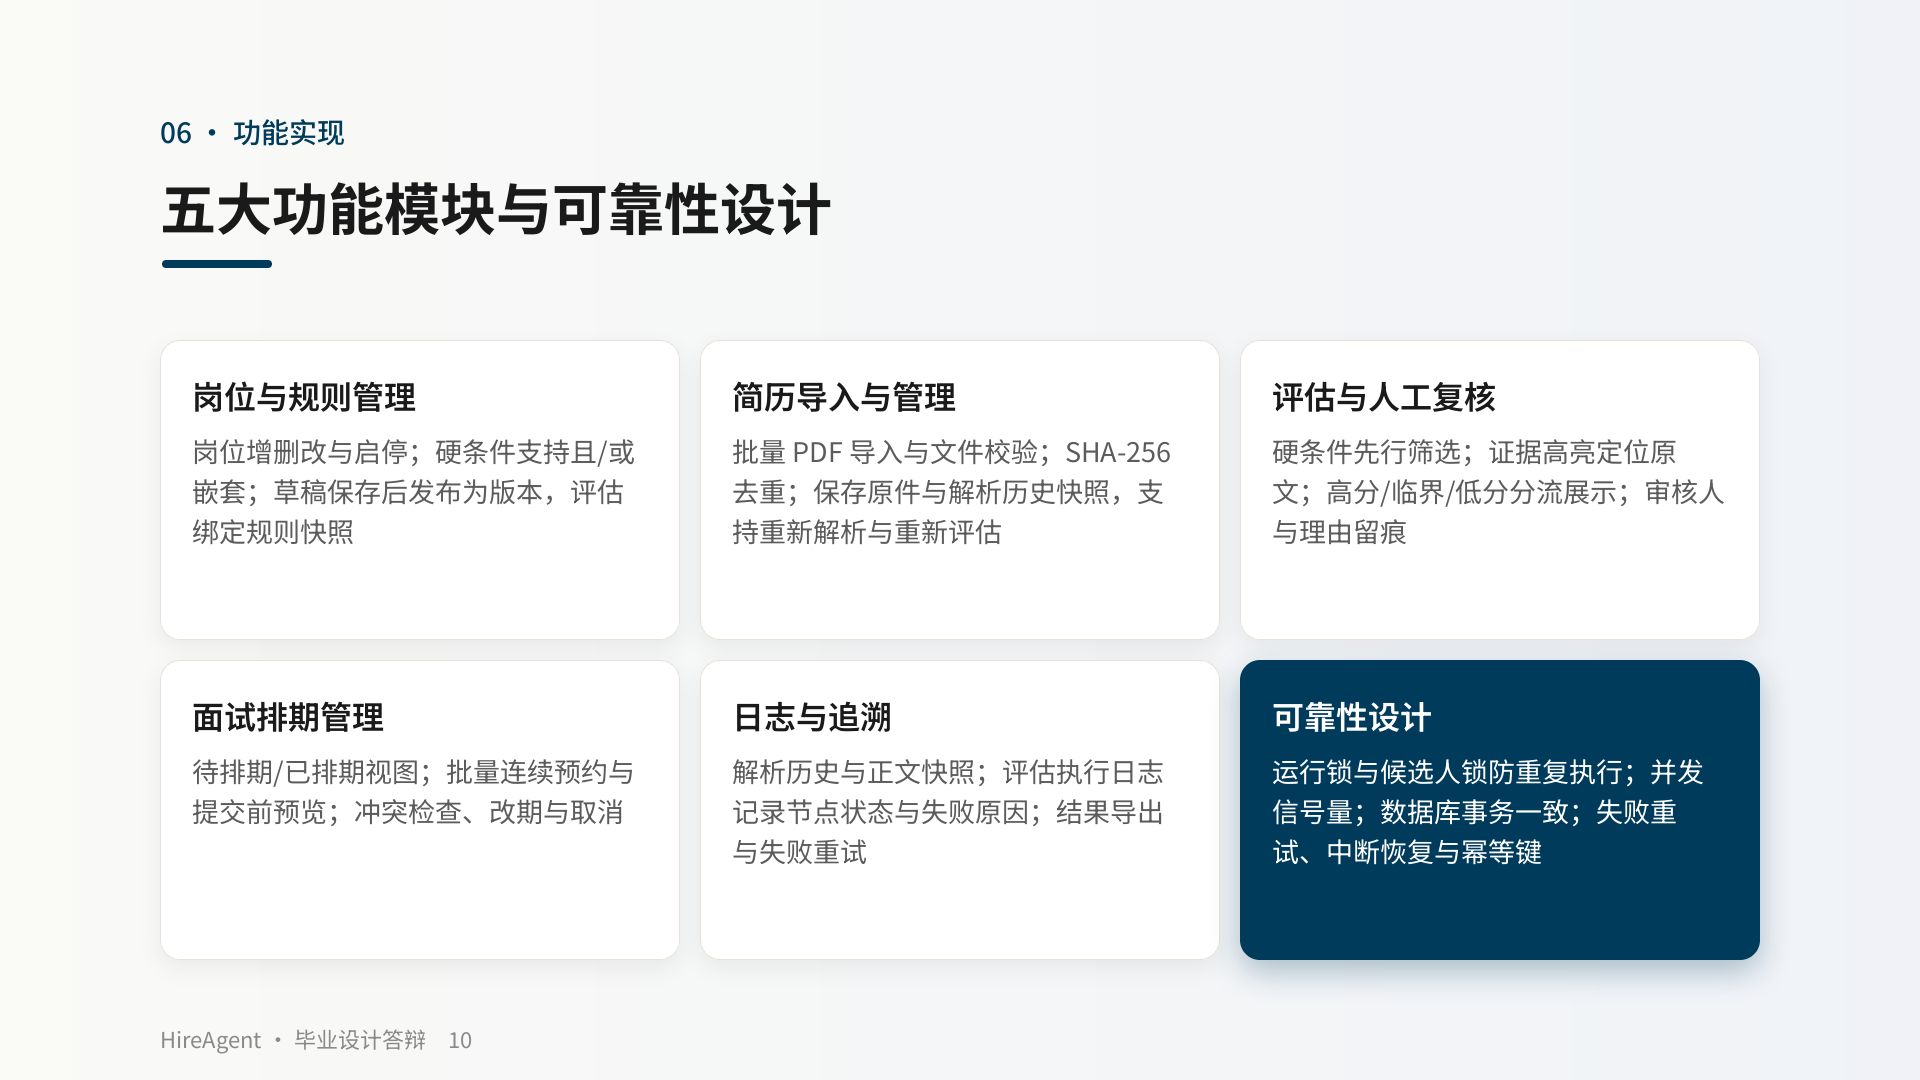 06 • 功能实现
五大功能模块与可靠性设计
岗位与规则管理
岗位增删改与启停；硬条件支持且/或
嵌套；草稿保存后发布为版本，评估
绑定规则快照
简历导入与管理
批量 PDF 导入与文件校验；SHA-256
去重；保存原件与解析历史快照，支
持重新解析与重新评估
评估与人工复核
硬条件先行筛选；证据高亮定位原
文；高分/临界/低分分流展示；审核人
与理由留痕
面试排期管理
待排期/已排期视图；批量连续预约与
提交前预览；冲突检查、改期与取消
日志与追溯
解析历史与正文快照；评估执行日志
记录节点状态与失败原因；结果导出
与失败重试
可靠性设计
运行锁与候选人锁防重复执行；并发
信号量；数据库事务一致；失败重
试、中断恢复与幂等键
HireAgent • 毕业设计答辩 10